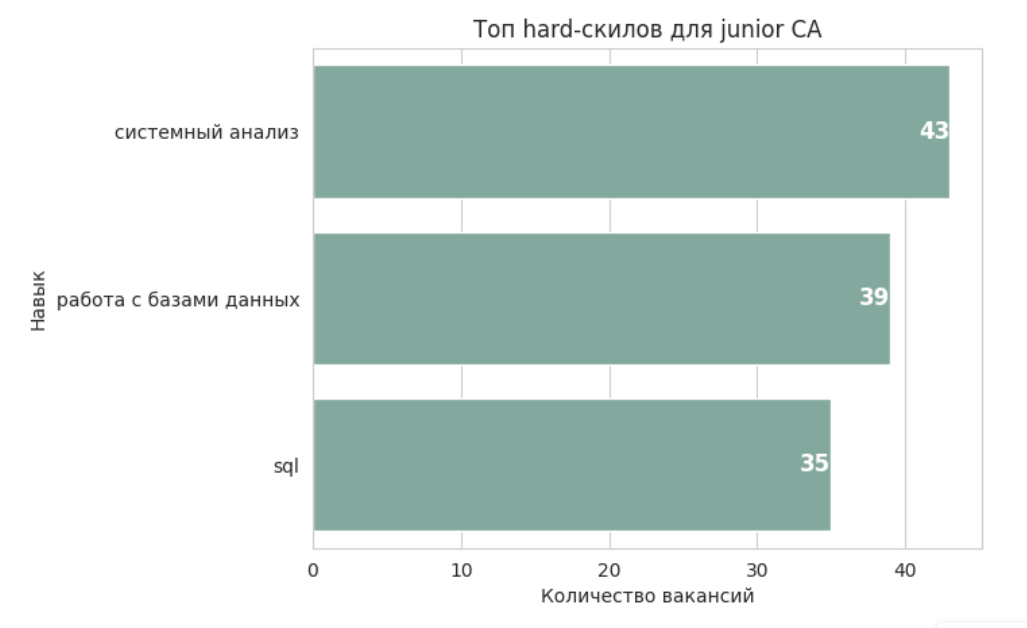 Топ hard-скилов для junior СА
системный анализ
43
Навык
работа с базами данных
39
sql
35
0 10 20 30 40
Количество вакансий